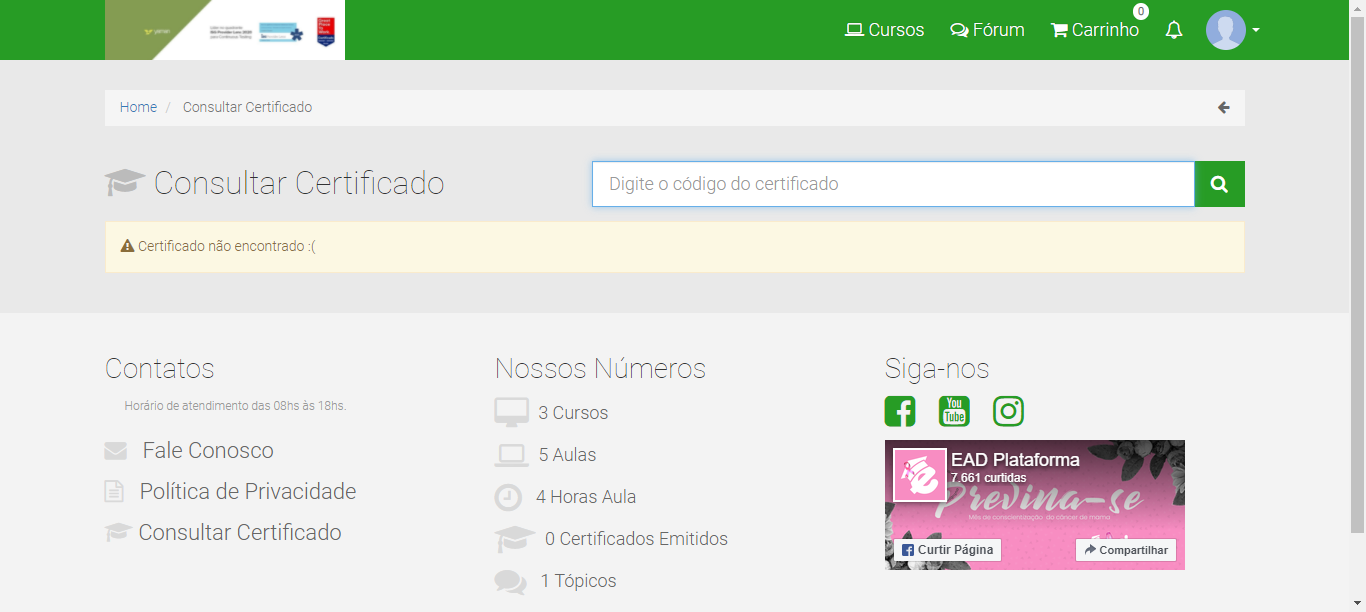 Cursos
Fórum
Carrinho
0
Home / Consultar Certificado
Consultar Certificado
Digite o código do certificado
Certificado não encontrado :(
Contatos
Horário de atendimento das 08hs às 18hs.
Fale Conosco
Política de Privacidade
Consultar Certificado
Nossos Números
3 Cursos
5 Aulas
4 Horas Aula
0 Certificados Emitidos
1 Tópicos
Siga-nos
You
Tube
EAD Plataforma
7.661 curtidas
Previna-se
Mês de conscientização do câncer de mama
Curtir Página
Compartilhar